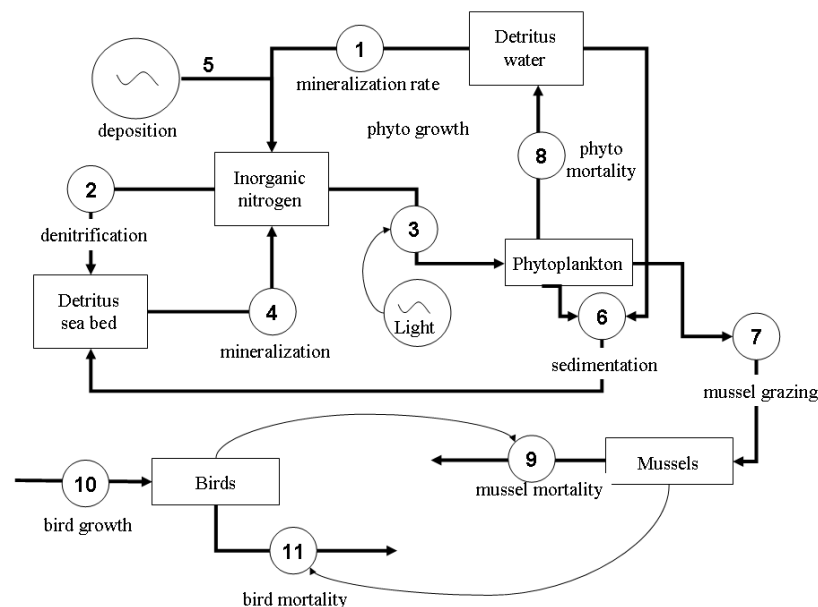 Detritus
water
1
5
mineralization rate
deposition
phyto growth
8
phyto
mortality
Inorganic
nitrogen
2
denitrification
3
Phytoplankton
Detritus
sea bed
4
Light
6
7
mineralization
sedimentation
mussel grazing
9
Mussels
10
Birds
mussel mortality
bird growth
11
bird mortality